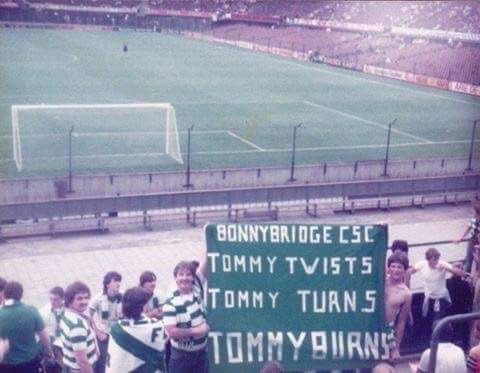 BONNYBRIDGE CSC
TOMMY TWISTS
TOMMY TURNS
TOMMY BURNS